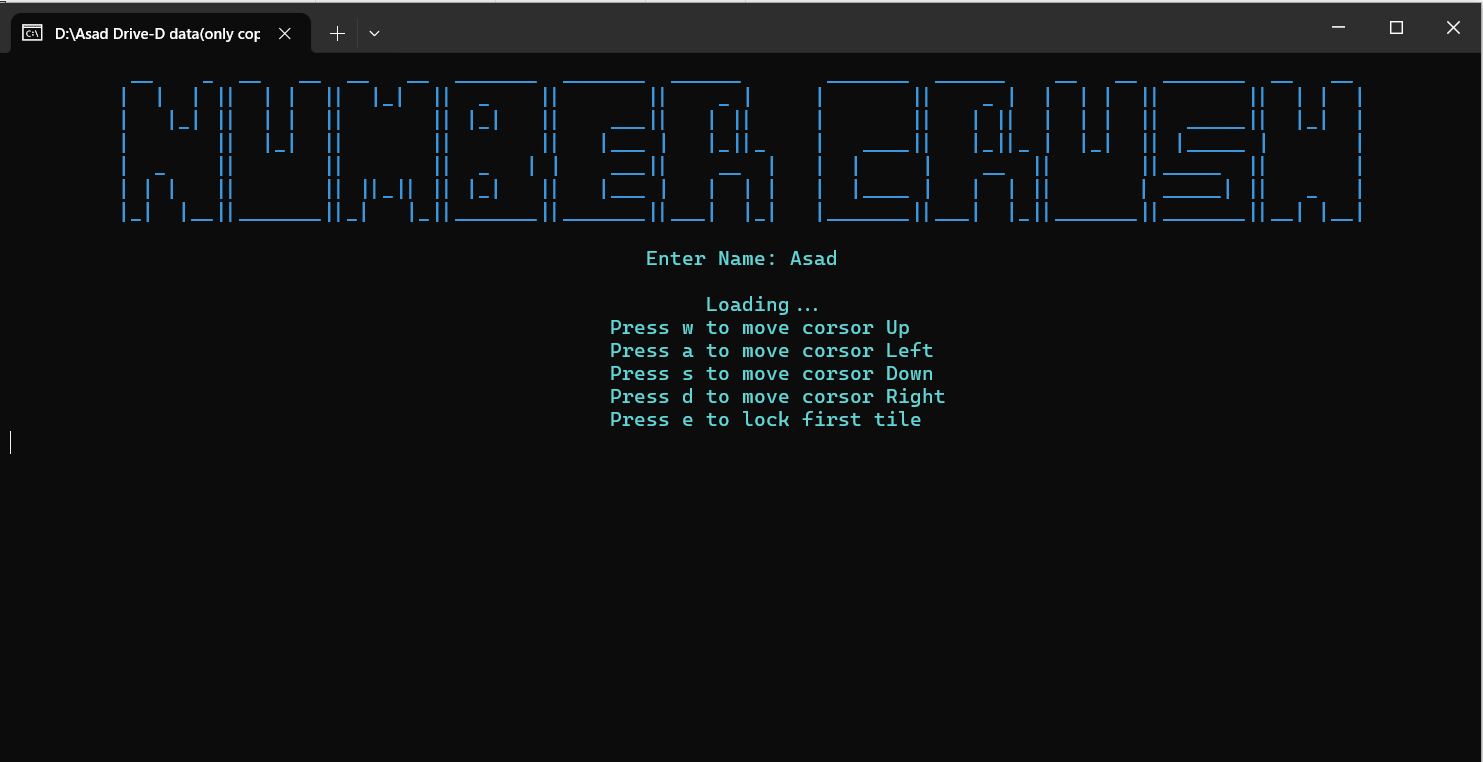 D:\Asad Drive-D data(only cop
NUMBER CRUSH
Enter Name: Asad
Loading...
Press w to move corsor Up
Press a to move corsor Left
Press s to move corsor Down
Press d to move corsor Right
Press e to lock first tile